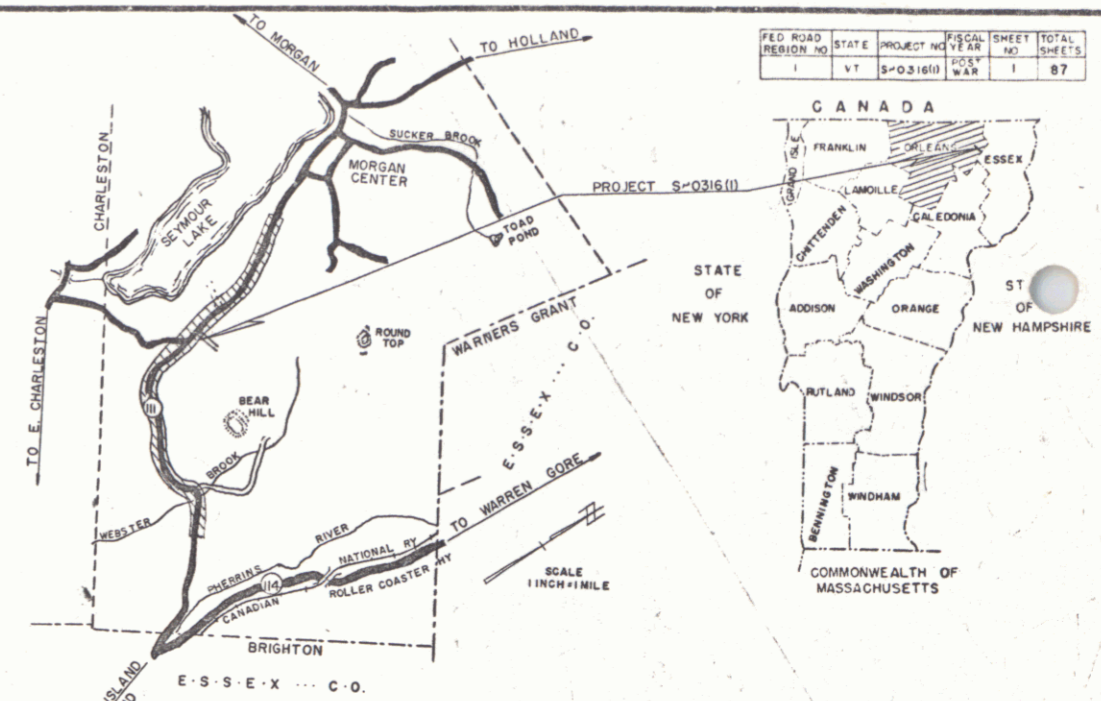 FED ROAD REGION NO | STATE | PROJECT NO | FISCAL YEAR | SHEET NO | TOTAL SHEETS
1 | VT | S-0316(1) | POST WAR | 1 | 87
TO MORGAN
TO HOLLAND
CANADA
CHARLESTON
SEYMOUR LAKE
SUCKER BROOK
MORGAN CENTER
TOAD POND
PROJECT S-0316(1)
GRAND ISLE
FRANKLIN
ORLEANS
ESSEX
LAMOILLE
CALEDONIA
CHITTENDEN
WASHINGTON
ADDISON
ORANGE
STATE
OF
NEW YORK
ST
OF
NEW HAMPSHIRE
RUTLAND
WINDSOR
BENNINGTON
WINDHAM
COMMONWEALTH OF
MASSACHUSETTS
TO E. CHARLESTON
ROUND TOP
WARNERS GRANT
E·S·S·E·X ··· C·O.
111
BEAR HILL
BROOK
WEBSTER
TO WARREN GORE
PHERRINS
RIVER
114
CANADIAN
NATIONAL RY
ROLLER COASTER HY
SCALE
1 INCH = 1 MILE
BRIGHTON
E·S·S·E·X ··· C·O.
ISLAND